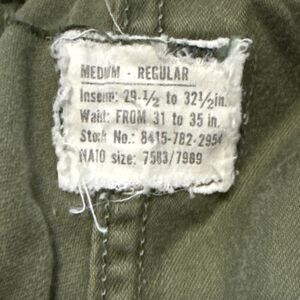 MEDIUM - REGULAR
Inseam: 29-1/2 to 32½in.
Waist: FROM 31 to 35 in.
Stock No.: 8415-782-2954
NATO size: 7583/7989